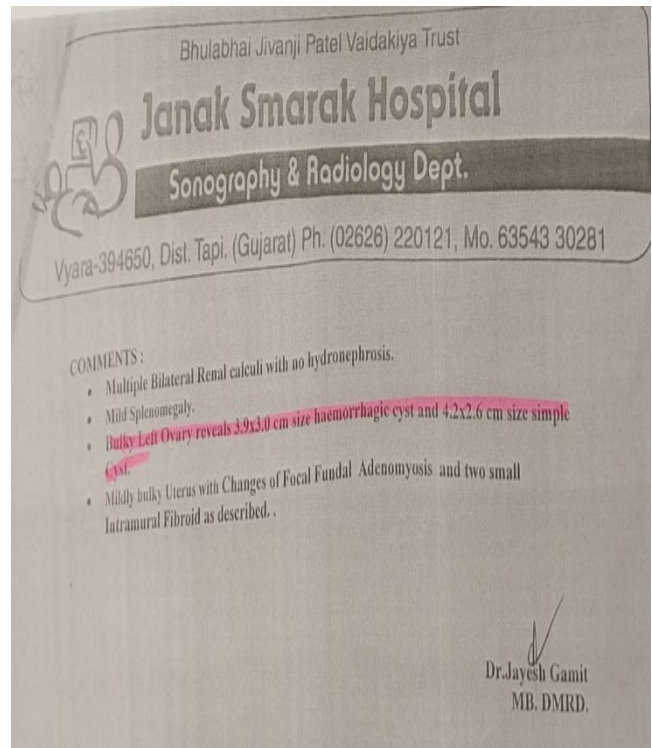 Bhulabhai Jivanji Patel Vaidakiya Trust
Janak Smarak Hospital
Sonography & Radiology Dept.
Vyara-394650, Dist. Tapi. (Gujarat) Ph. (02626) 220121, Mo. 63543 30281
COMMENTS :
• Multiple Bilateral Renal calculi with no hydronephrosis.
• Mild Splenomegaly.
• Bulky Left Ovary reveals 3.9x3.0 cm size haemorrhagic cyst and 4.2x2.6 cm size simple
Cyst.
• Mildly bulky Uterus with Changes of Focal Fundal Adenomyosis and two small
Intramural Fibroid as described. .
Dr.Jayesh Gamit
MB. DMRD.